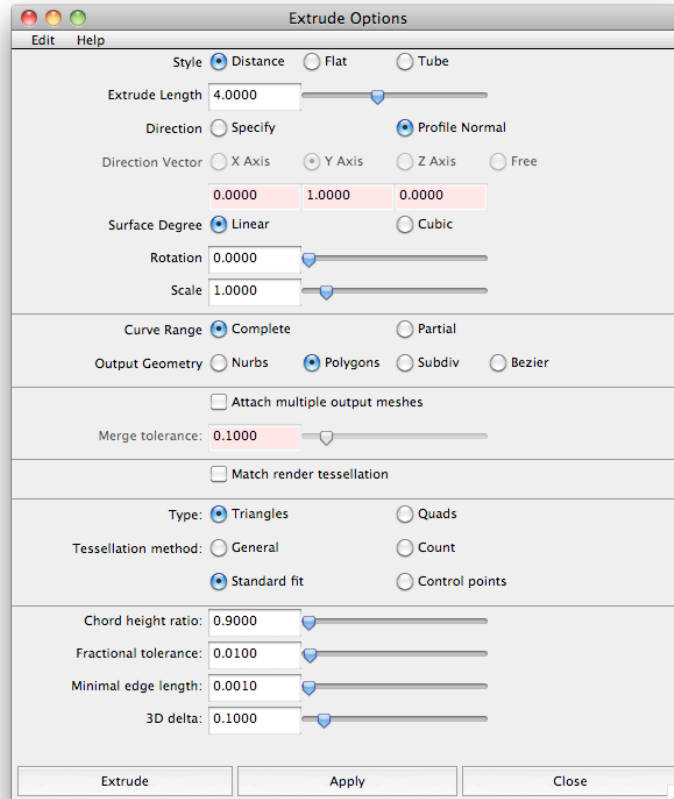 Extrude Options
Edit Help
Style Distance Flat Tube
Extrude Length 4.0000
Direction Specify Profile Normal
Direction Vector X Axis Y Axis Z Axis Free
0.0000 1.0000 0.0000
Surface Degree Linear Cubic
Rotation 0.0000
Scale 1.0000
Curve Range Complete Partial
Output Geometry Nurbs Polygons Subdiv Bezier
Attach multiple output meshes
Merge tolerance: 0.1000
Match render tessellation
Type: Triangles Quads
Tessellation method: General Count
Standard fit Control points
Chord height ratio: 0.9000
Fractional tolerance: 0.0100
Minimal edge length: 0.0010
3D delta: 0.1000
Extrude Apply Close